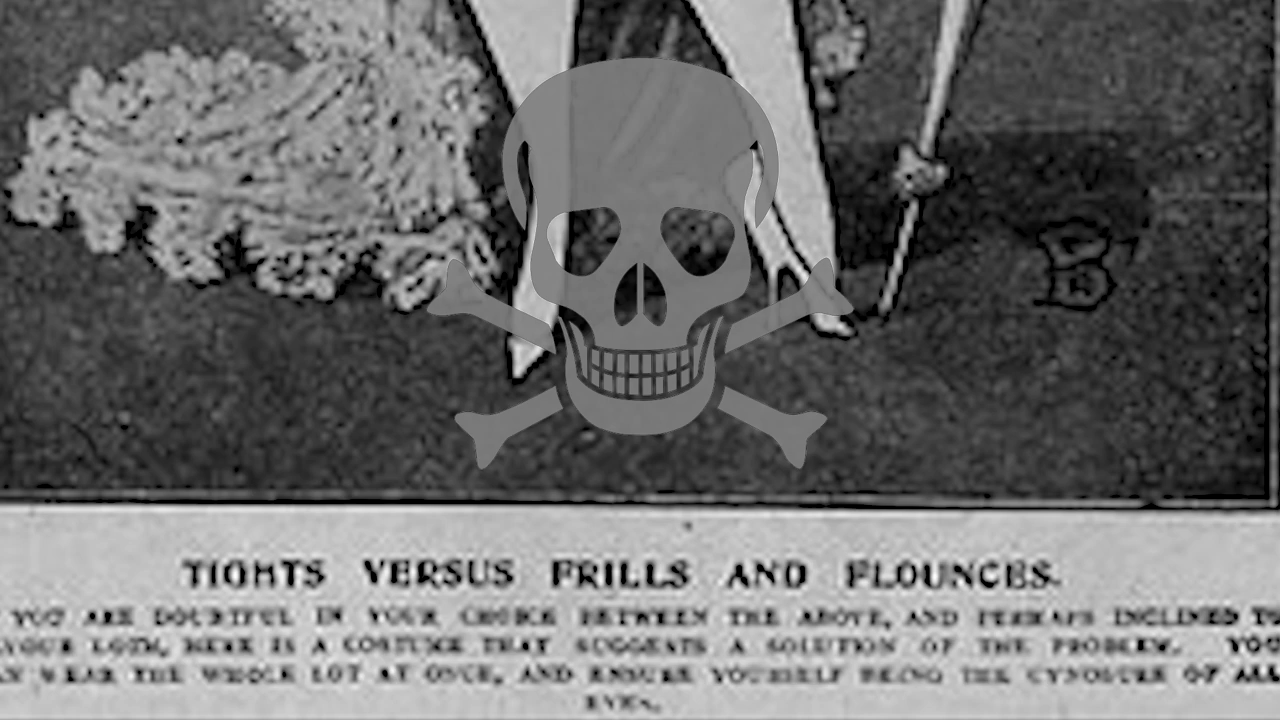 TIGHTS VERSUS FRILLS AND FLOUNCES.
YOU ARE DOUBTFUL IN YOUR CHOICE BETWEEN THE ABOVE, AND PERHAPS INCLINED TO
YOUR LOTH, HERE IS A COSTUME THAT SUGGESTS A SOLUTION OF THE PROBLEM. YOU
WEAR THE WHOLE LOT AT ONCE, AND ENSURE YOURSELF BEING THE CYNOSURE OF ALL
EYES.